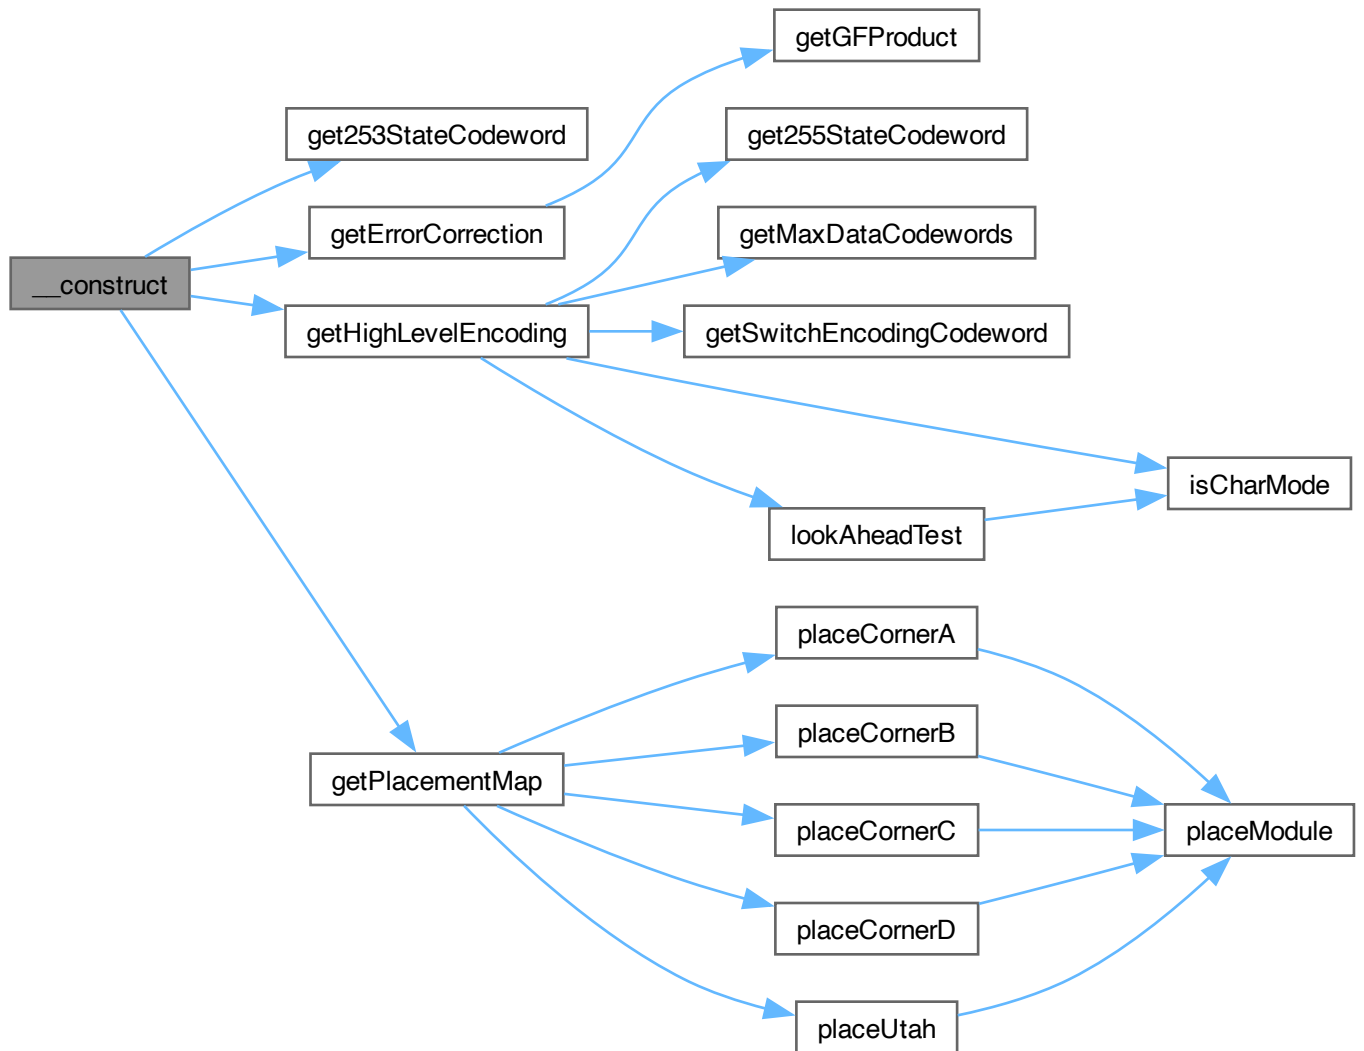 getGFProduct
get253StateCodeword
get255StateCodeword
getErrorCorrection
getMaxDataCodewords
__construct
getHighLevelEncoding
getSwitchEncodingCodeword
isCharMode
lookAheadTest
placeCornerA
placeCornerB
getPlacementMap
placeCornerC
placeModule
placeCornerD
placeUtah